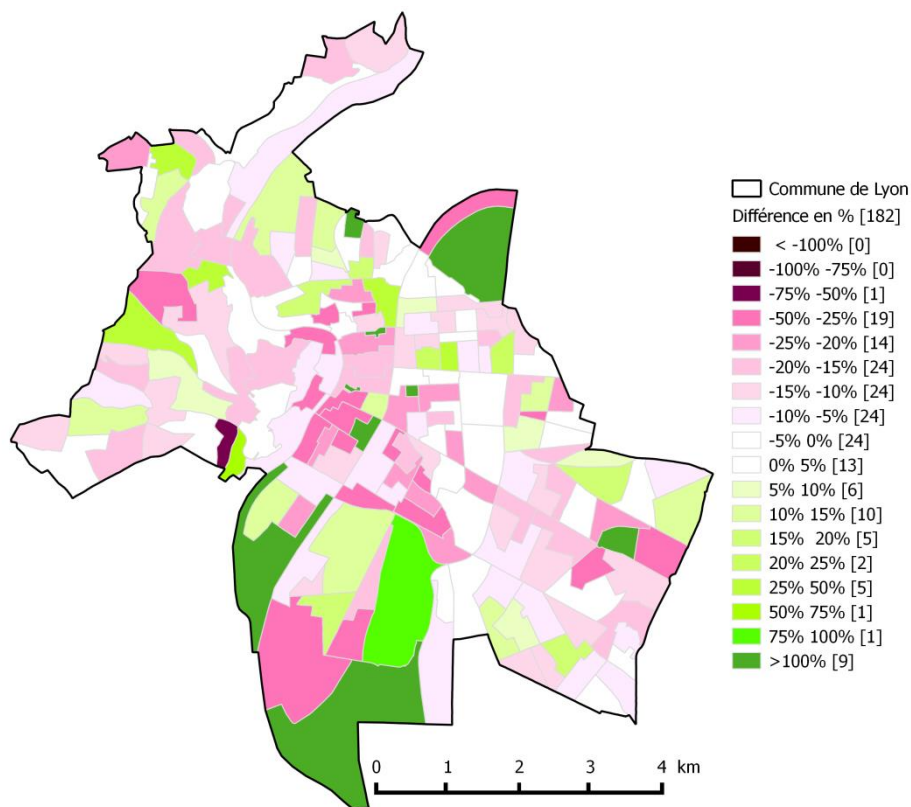 Commune de Lyon
Différence en % [182]
< -100% [0]
-100% -75% [0]
-75% -50% [1]
-50% -25% [19]
-25% -20% [14]
-20% -15% [24]
-15% -10% [24]
-10% -5% [24]
-5% 0% [24]
0% 5% [13]
5% 10% [6]
10% 15% [10]
15% 20% [5]
20% 25% [2]
25% 50% [5]
50% 75% [1]
75% 100% [1]
>100% [9]
0 1 2 3 4 km